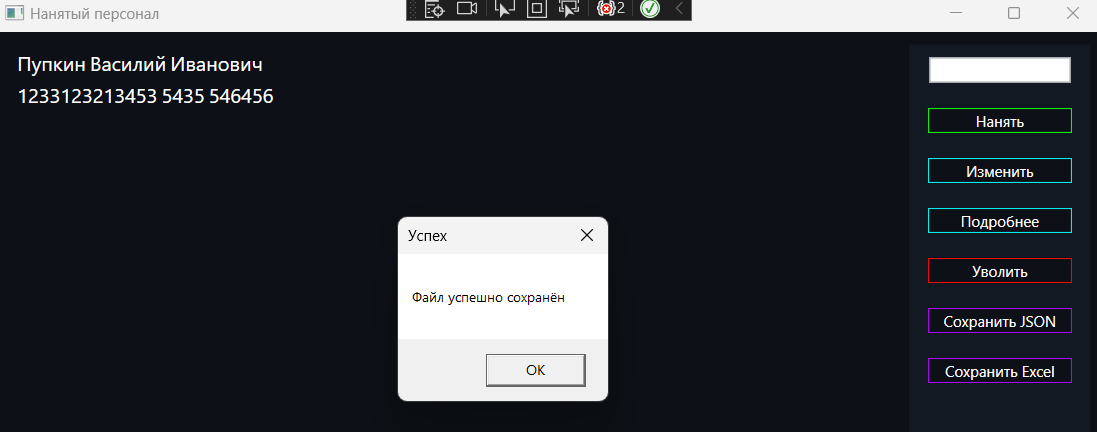 Нанятый персонал
2
Пупкин Василий Иванович
1233123213453 5435 546456
Нанять
Изменить
Подробнее
Уволить
Сохранить JSON
Сохранить Excel
Успех
Файл успешно сохранён
OK